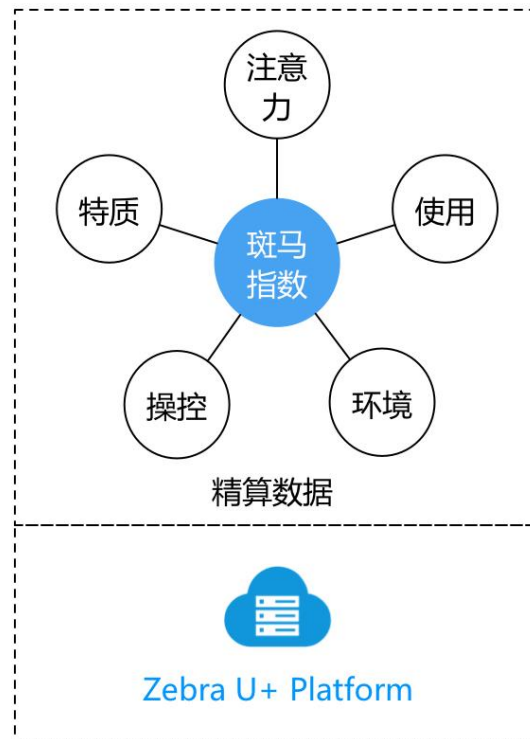 注意
力
特质
使用
斑马
指数
操控
环境
精算数据
Zebra U+ Platform